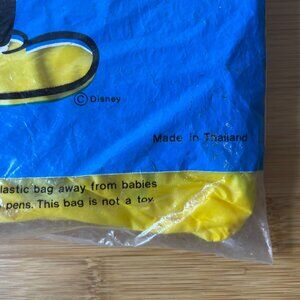 © Disney
Made in Thailand
lastic bag away from babies
pens. This bag is not a toy.